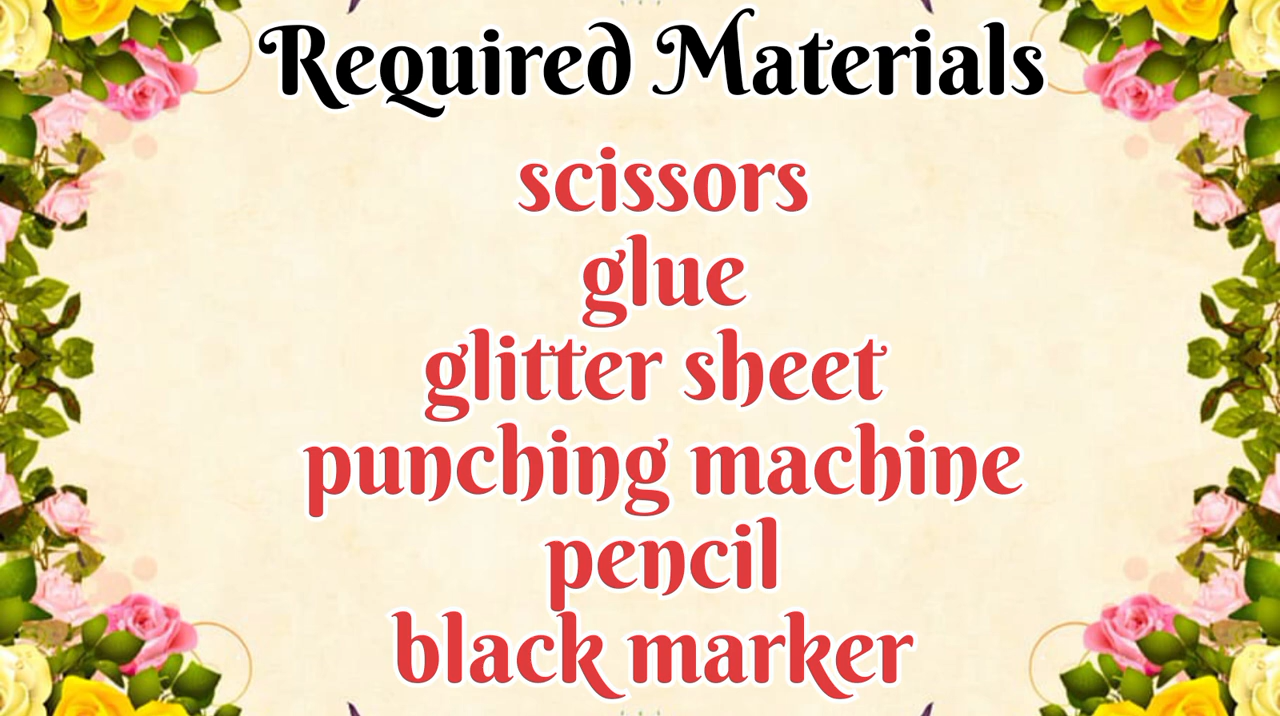 Required Materials
scissors
glue
glitter sheet
punching machine
pencil
black marker